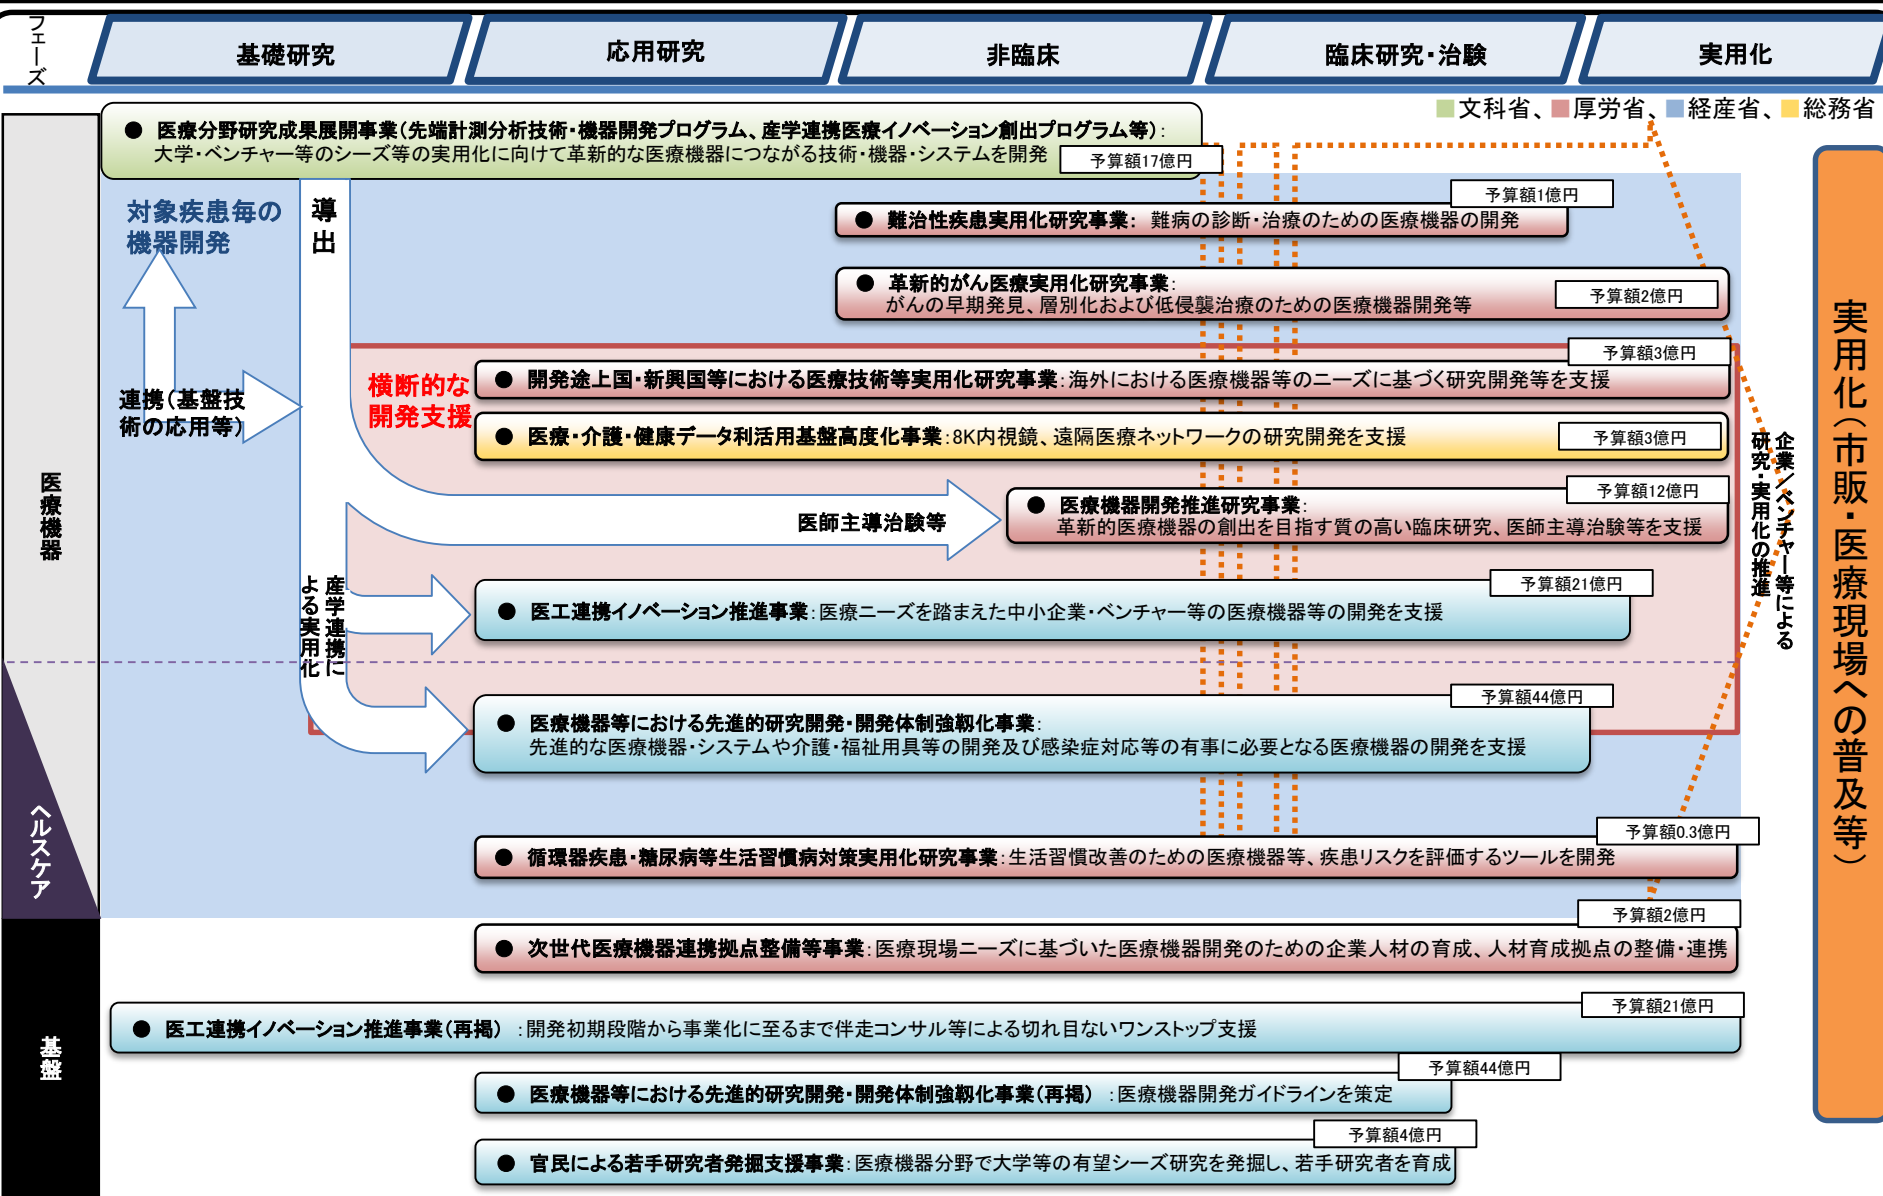 フェーズ
基礎研究
応用研究
非臨床
臨床研究・治験
実用化
文科省、厚労省、経産省、総務省
● 医療分野研究成果展開事業(先端計測分析技術・機器開発プログラム、産学連携医療イノベーション創出プログラム等):
大学・ベンチャー等のシーズ等の実用化に向けて革新的な医療機器につながる技術・機器・システムを開発
予算額17億円
対象疾患毎の
機器開発
導出
予算額1億円
● 難治性疾患実用化研究事業: 難病の診断・治療のための医療機器の開発
● 革新的がん医療実用化研究事業:
がんの早期発見、層別化および低侵襲治療のための医療機器開発等
予算額2億円
連携(基盤技
術の応用等)
横断的な
開発支援
予算額3億円
● 開発途上国・新興国等における医療技術等実用化研究事業:海外における医療機器等のニーズに基づく研究開発等を支援
● 医療・介護・健康データ利活用基盤高度化事業:8K内視鏡、遠隔医療ネットワークの研究開発を支援
予算額3億円
医師主導治験等
予算額12億円
● 医療機器開発推進研究事業:
革新的医療機器の創出を目指す質の高い臨床研究、医師主導治験等を支援
産学連携に
よる実用化
予算額21億円
● 医工連携イノベーション推進事業:医療ニーズを踏まえた中小企業・ベンチャー等の医療機器等の開発を支援
予算額44億円
● 医療機器等における先進的研究開発・開発体制強靱化事業:
先進的な医療機器・システムや介護・福祉用具等の開発及び感染症対応等の有事に必要となる医療機器の開発を支援
予算額0.3億円
● 循環器疾患・糖尿病等生活習慣病対策実用化研究事業:生活習慣改善のための医療機器等、疾患リスクを評価するツールを開発
予算額2億円
● 次世代医療機器連携拠点整備等事業:医療現場ニーズに基づいた医療機器開発のための企業人材の育成、人材育成拠点の整備・連携
予算額21億円
● 医工連携イノベーション推進事業(再掲) :開発初期段階から事業化に至るまで伴走コンサル等による切れ目ないワンストップ支援
予算額44億円
● 医療機器等における先進的研究開発・開発体制強靱化事業(再掲) :医療機器開発ガイドラインを策定
予算額4億円
● 官民による若手研究者発掘支援事業:医療機器分野で大学等の有望シーズ研究を発掘し、若手研究者を育成
医療機器
ヘルスケア
基盤
企業/ベンチャー等による
研究・実用化の推進
実用化(市販・医療現場への普及等)